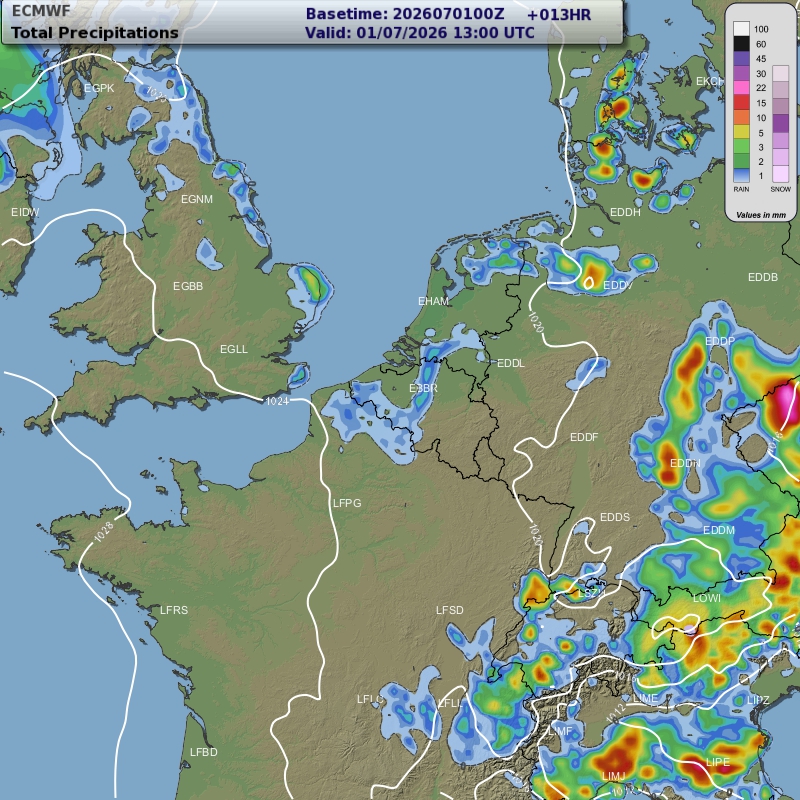 ECMWF
Total Precipitations
Basetime: 2026070100Z +013HR
Valid: 01/07/2026 13:00 UTC
100
60
45
30
22
15
10
5
3
2
1
RAIN
SNOW
Values in mm
EGPK
EKCH
EIDW
EGNM
EDDH
EGBB
EDDV
EDDB
EHAM
1020
EGLL
EDDP
EDDL
EBBR
1024
EDDF
EDDN
LFPG
EDDS
1028
1020
EDDM
LFRS
LFSD
LSZH
LOWI
LIME
LIPZ
1012
LIMF
LFBD
LIPE
LIMJ